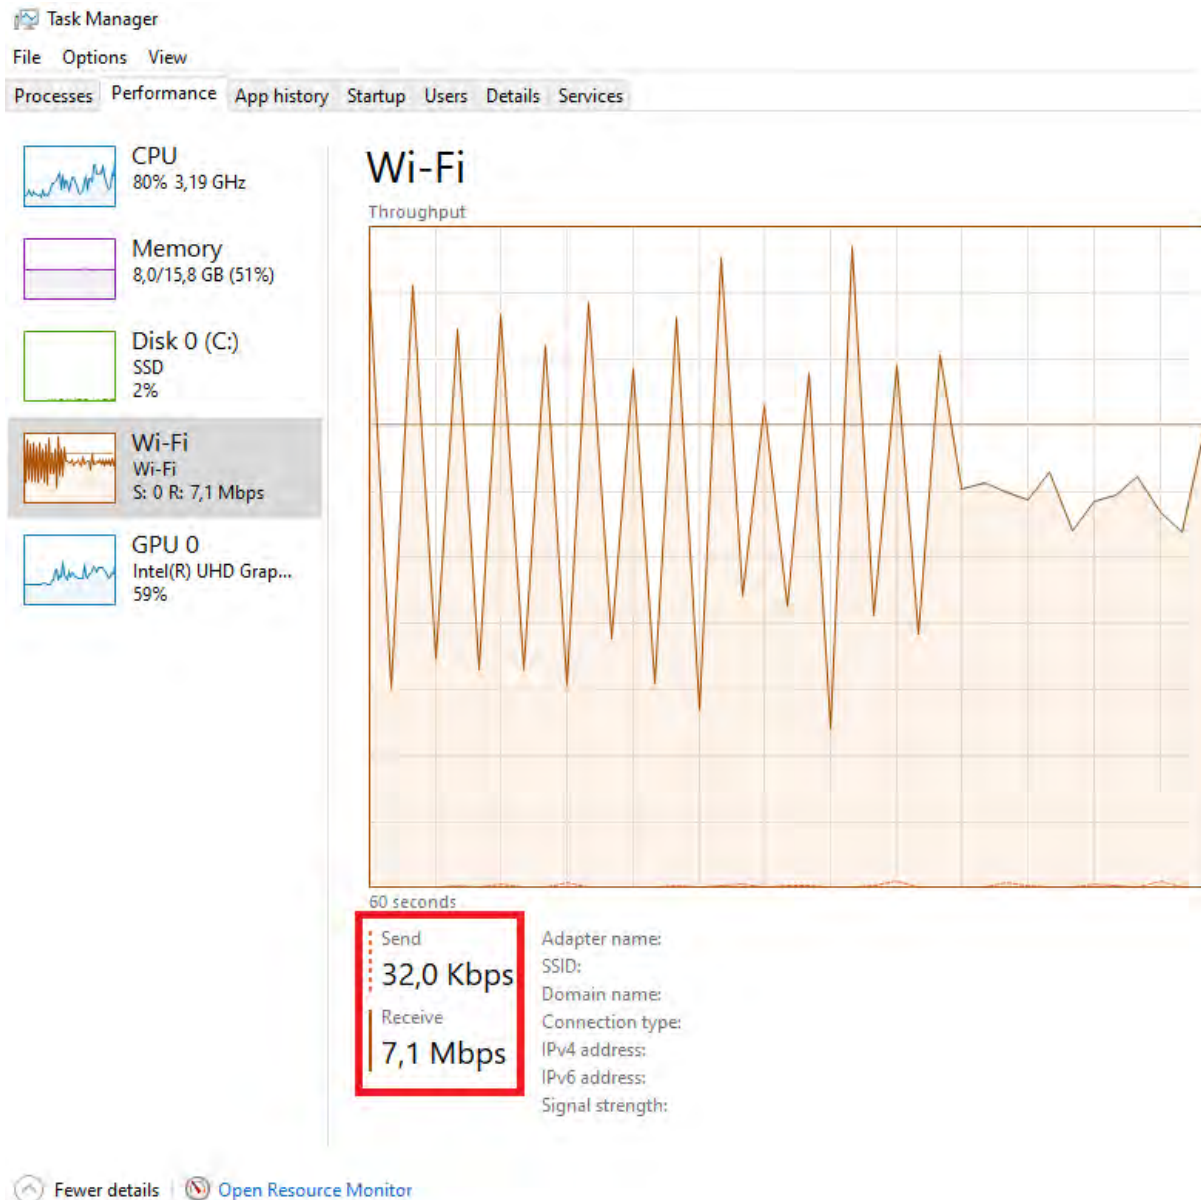 Task Manager
File Options View
Processes Performance App history Startup Users Details Services
CPU
80% 3,19 GHz
Memory
8,0/15,8 GB (51%)
Disk 0 (C:)
SSD
2%
Wi-Fi
Wi-Fi
S: 0 R: 7,1 Mbps
GPU 0
Intel(R) UHD Grap...
59%
Wi-Fi
Throughput
60 seconds
Send
32,0 Kbps
Receive
7,1 Mbps
Adapter name:
SSID:
Domain name:
Connection type:
IPv4 address:
IPv6 address:
Signal strength:
Fewer details
Open Resource Monitor